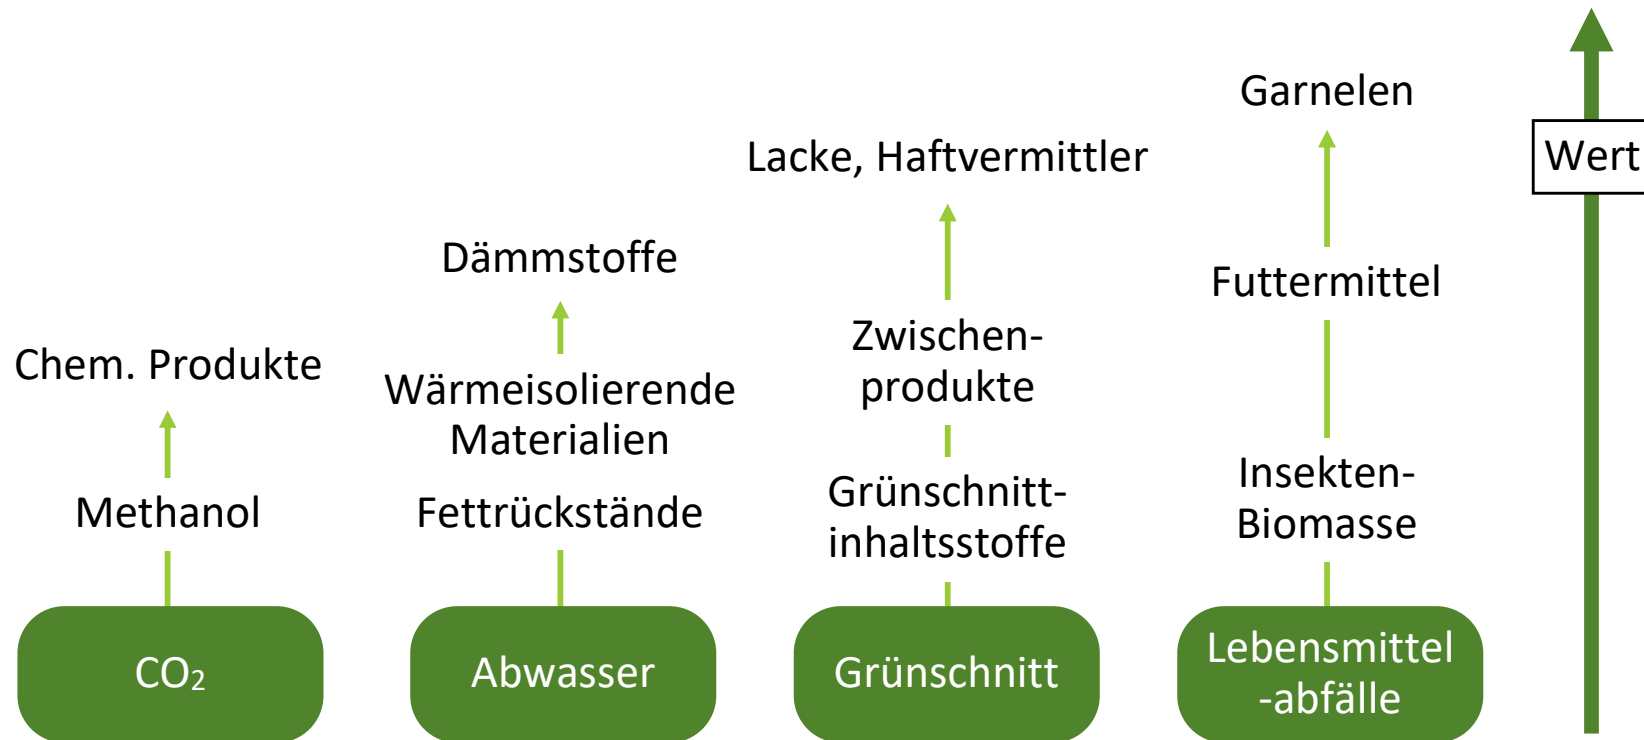 Chem. Produkte
Methanol
CO₂
Dämmstoffe
Wärmeisolierende
Materialien
Fettrückstände
Abwasser
Lacke, Haftvermittler
Zwischen-
produkte
Grünschnitt-
inhaltsstoffe
Grünschnitt
Garnelen
Futtermittel
Insekten-
Biomasse
Lebensmittel
-abfälle
Wert